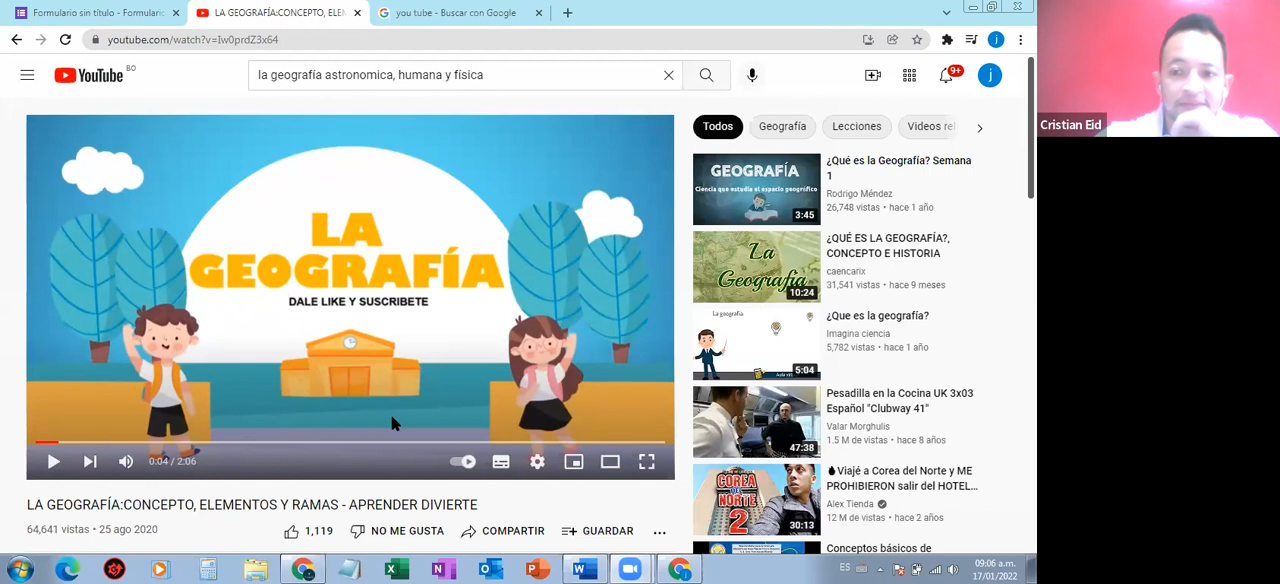 Formulario sin título - Formulario
LA GEOGRAFÍA:CONCEPTO, ELEM
you tube - Buscar con Google
youtube.com/watch?v=Iw0prdZ3x64
j
YouTube BO
la geografía astronomica, humana y física
9+
j
Cristian Eid
LA
GEOGRAFÍA
DALE LIKE Y SUSCRIBETE
0:04 / 2:06
LA GEOGRAFÍA:CONCEPTO, ELEMENTOS Y RAMAS - APRENDER DIVIERTE
64,641 vistas • 25 ago 2020
1,119
NO ME GUSTA
COMPARTIR
GUARDAR
Todos
Geografía
Lecciones
Videos rel
GEOGRAFÍA
Ciencia que estudia el espacio geográfico
3:45
¿Qué es la Geografía? Semana
1
Rodrigo Méndez
26,748 vistas • hace 1 año
La
Geografía
10:24
¿QUÉ ES LA GEOGRAFÍA?,
CONCEPTO E HISTORIA
caencarix
31,541 vistas • hace 9 meses
La geografía
5:04
¿Que es la geografía?
Imagina ciencia
5,782 vistas • hace 1 año
47:38
Pesadilla en la Cocina UK 3x03
Español "Clubway 41"
Valar Morghulis
1.5 M de vistas • hace 8 años
COREA
DEL
NORTE
2
30:13
Viajé a Corea del Norte y ME
PROHIBIERON salir del HOTEL...
Alex Tienda
12 M de vistas • hace 2 años
Conceptos básicos de
ES
09:06 a.m.
17/01/2022